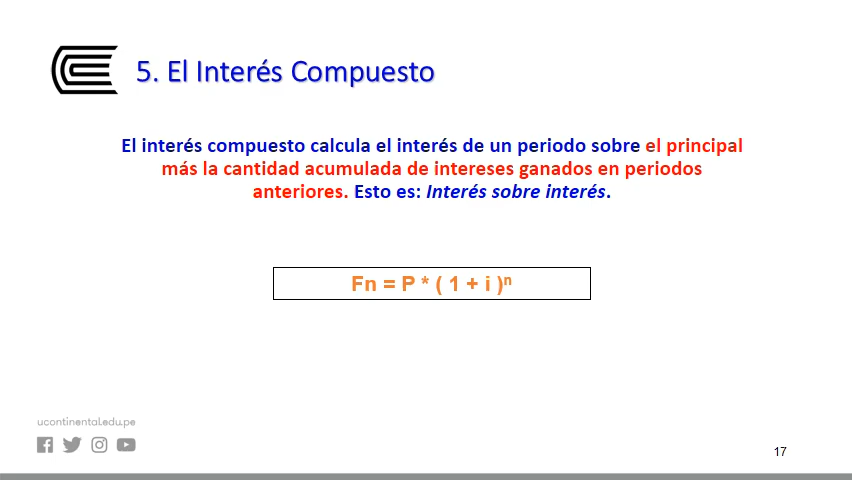 5. El Interés Compuesto
El interés compuesto calcula el interés de un periodo sobre el principal
más la cantidad acumulada de intereses ganados en periodos
anteriores. Esto es: Interés sobre interés.
Fn = P * ( 1 + i )ⁿ
ucontinental.edu.pe
17